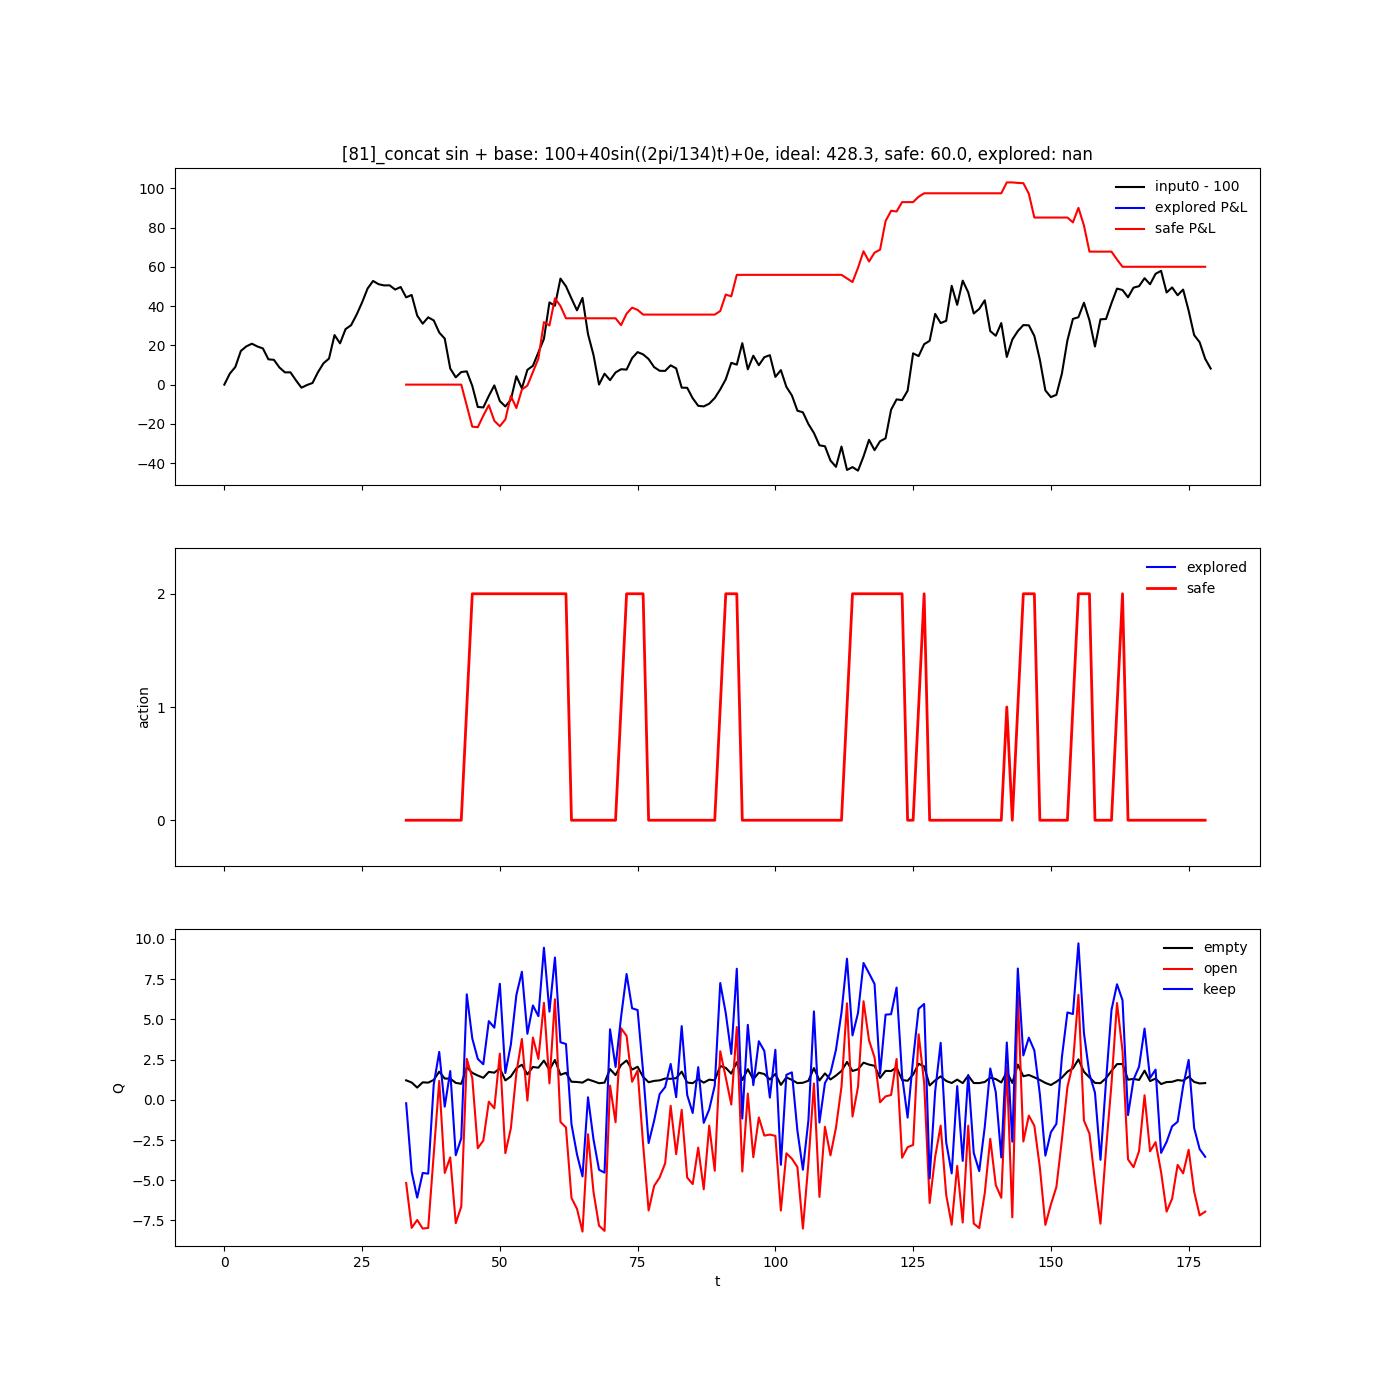 [81]_concat sin + base: 100+40sin((2pi/134)t)+0e, ideal: 428.3, safe: 60.0, explored: nan
100
80
60
40
20
0
−20
−40
input0 - 100
explored P&L
safe P&L
2
1
0
action
explored
safe
10.0
7.5
5.0
2.5
0.0
−2.5
−5.0
−7.5
Q
empty
open
keep
0 25 50 75 100 125 150 175
t